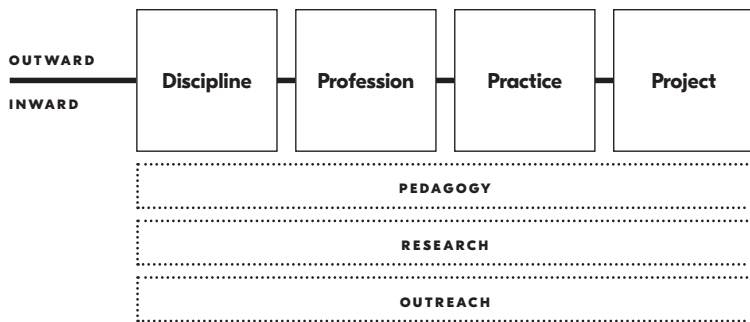 OUTWARD
INWARD
Discipline
Profession
Practice
Project
PEDAGOGY
RESEARCH
OUTREACH